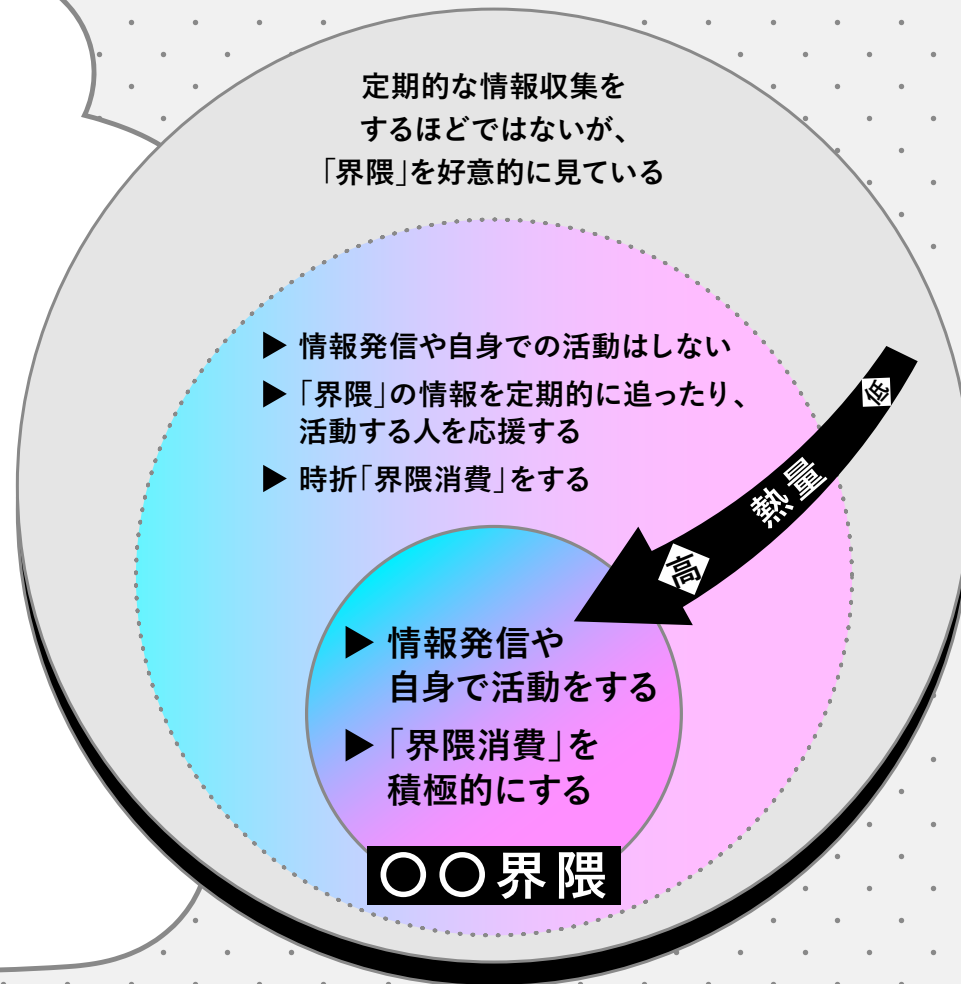 定期的な情報収集を
するほどではないが、
「界隈」を好意的に見ている
▶ 情報発信や自身での活動はしない
▶「界隈」の情報を定期的に追ったり、
活動する人を応援する
▶ 時折「界隈消費」をする
低
熱量
高
▶ 情報発信や
自身で活動をする
▶「界隈消費」を
積極的にする
〇〇界隈